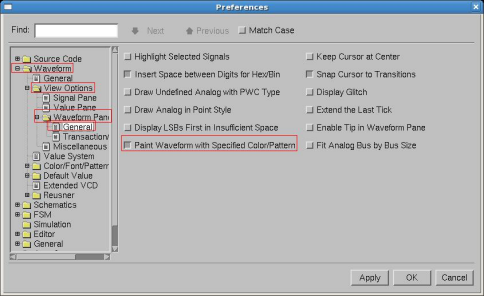 Preferences
Find:
Next
Previous
Match Case
Source Code
Waveform
General
View Options
Signal Pane
Value Pane
Waveform Pane
General
Transaction/
Miscellaneous
Value System
Color/Font/Pattern
Default Value
Extended VCD
Reusner
Schematics
FSM
Simulation
Editor
General
Highlight Selected Signals
Insert Space between Digits for Hex/Bin
Draw Undefined Analog with PWC Type
Draw Analog in Point Style
Display LSBs First in Insufficient Space
Paint Waveform with Specified Color/Pattern
Keep Cursor at Center
Snap Cursor to Transitions
Display Glitch
Extend the Last Tick
Enable Tip in Waveform Pane
Fit Analog Bus by Bus Size
Apply
OK
Cancel